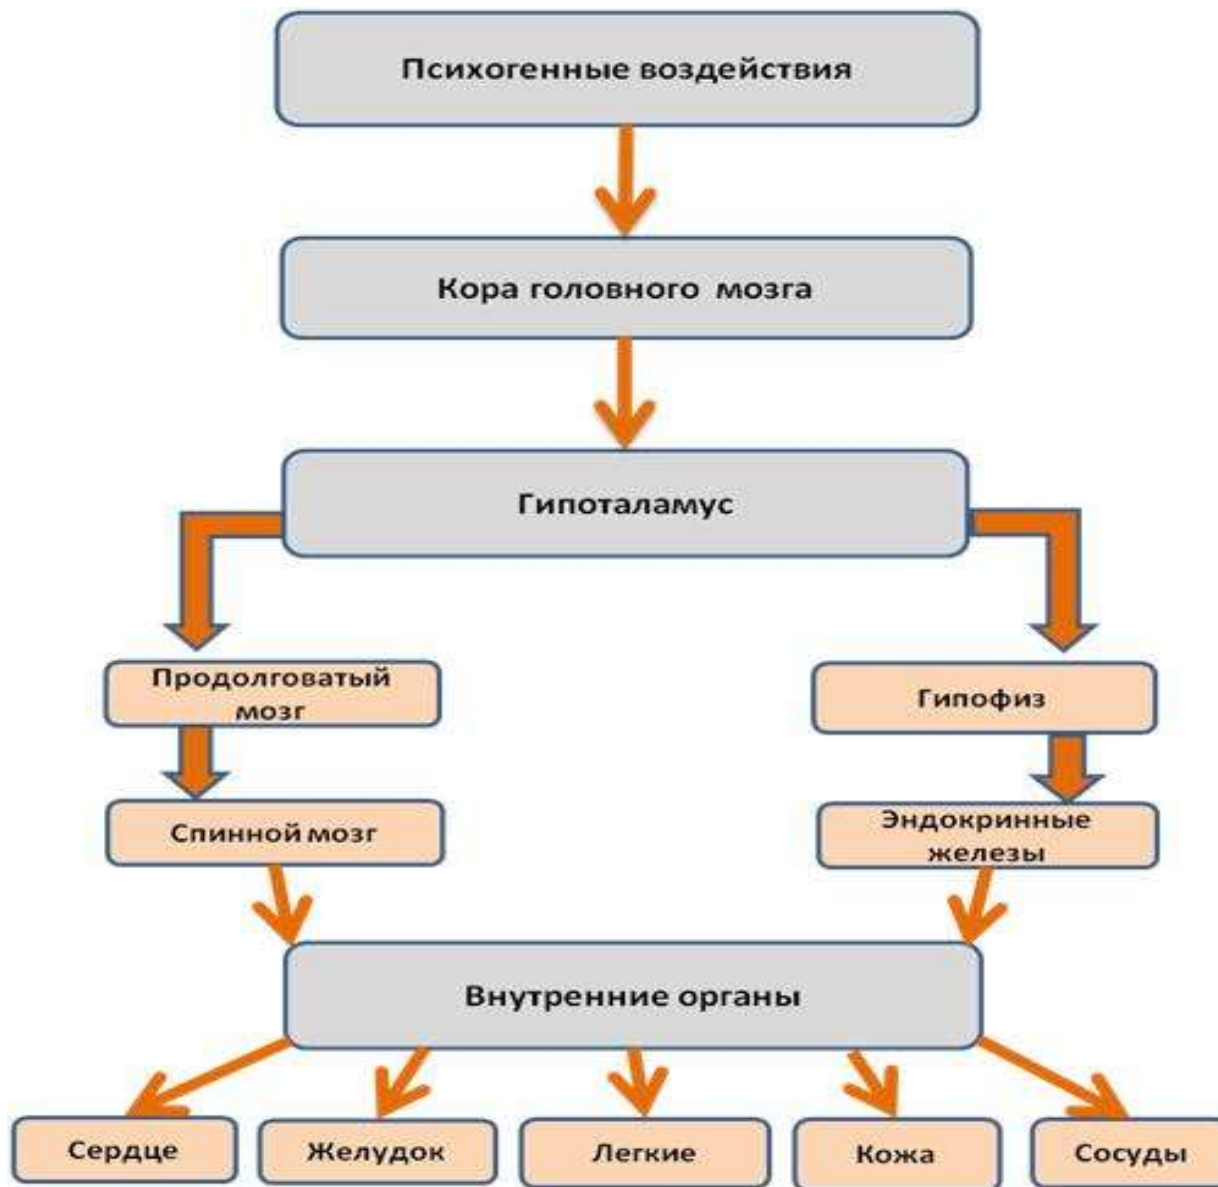 Психогенные воздействия
Кора головного мозга
Гипоталамус
Продолговатый
мозг
Гипофиз
Спинной мозг
Эндокринные
железы
Внутренние органы
Сердце
Желудок
Легкие
Кожа
Сосуды